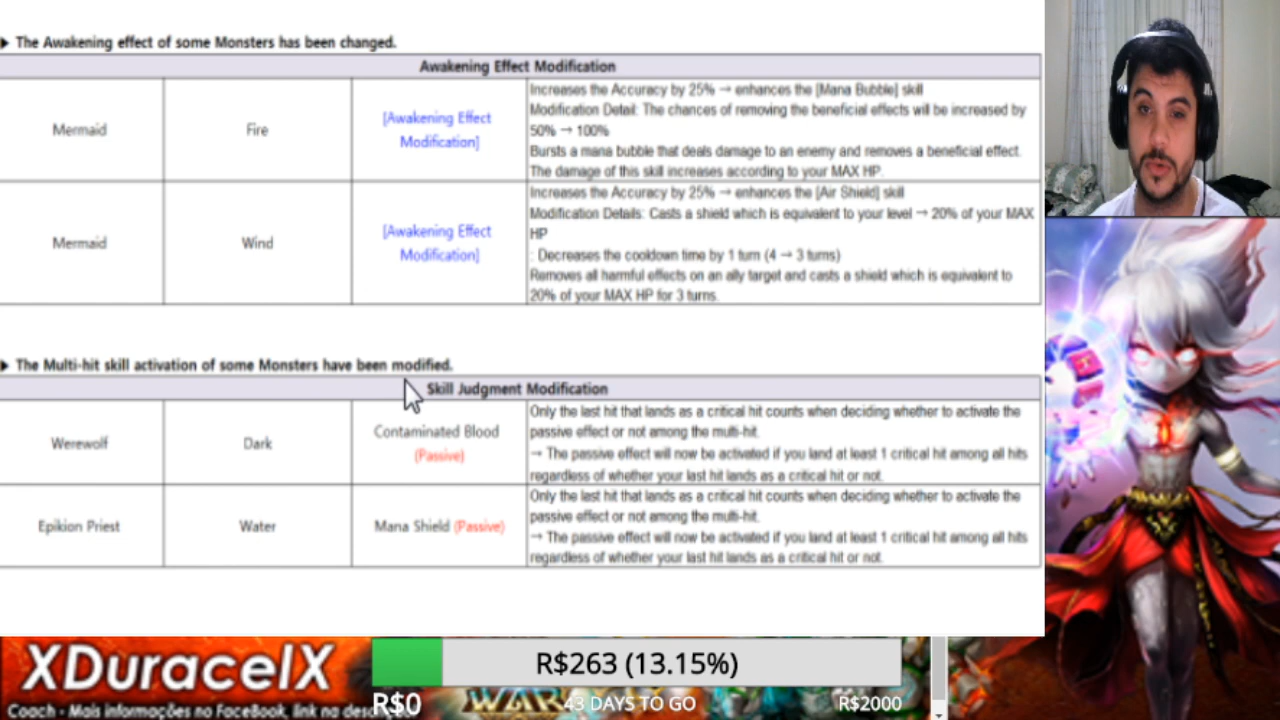 ▶ The Awakening effect of some Monsters has been changed.
Awakening Effect Modification
Mermaid
Fire
[Awakening Effect
Modification]
Increases the Accuracy by 25% → enhances the [Mana Bubble] skill
Modification Detail: The chances of removing the beneficial effects will be increased by
50% → 100%
Bursts a mana bubble that deals damage to an enemy and removes a beneficial effect.
The damage of this skill increases according to your MAX HP.
Mermaid
Wind
[Awakening Effect
Modification]
Increases the Accuracy by 25% → enhances the [Air Shield] skill
Modification Details: Casts a shield which is equivalent to your level → 20% of your MAX
HP
: Decreases the cooldown time by 1 turn (4 → 3 turns)
Removes all harmful effects on an ally target and casts a shield which is equivalent to
20% of your MAX HP for 3 turns.
▶ The Multi-hit skill activation of some Monsters have been modified.
Skill Judgment Modification
Werewolf
Dark
Contaminated Blood
(Passive)
Only the last hit that lands as a critical hit counts when deciding whether to activate the
passive effect or not among the multi-hit.
→ The passive effect will now be activated if you land at least 1 critical hit among all hits
regardless of whether your last hit lands as a critical hit or not.
Epikion Priest
Water
Mana Shield (Passive)
Only the last hit that lands as a critical hit counts when deciding whether to activate the
passive effect or not among the multi-hit.
→ The passive effect will now be activated if you land at least 1 critical hit among all hits
regardless of whether your last hit lands as a critical hit or not.
XDuracelX
Coach - Mais informações no FaceBook, link na
R$263 (13.15%)
R$0
WAR
43 DAYS TO GO
R$2000